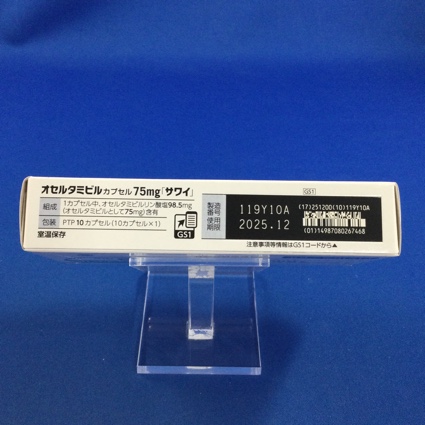 オセルタミビルカプセル75mg「サワイ」
組成 1カプセル中、オセルタミビルリン酸塩98.5mg
(オセルタミビルとして75mg)含有
包装 PTP 10カプセル(10カプセル×1)
室温保存
GS1
製造番号 119Y10A
使用期限 2025.12
GS1
(17)251200(10)119Y10A
(01)14987080267468
注意事項等情報はGS1コードから▲